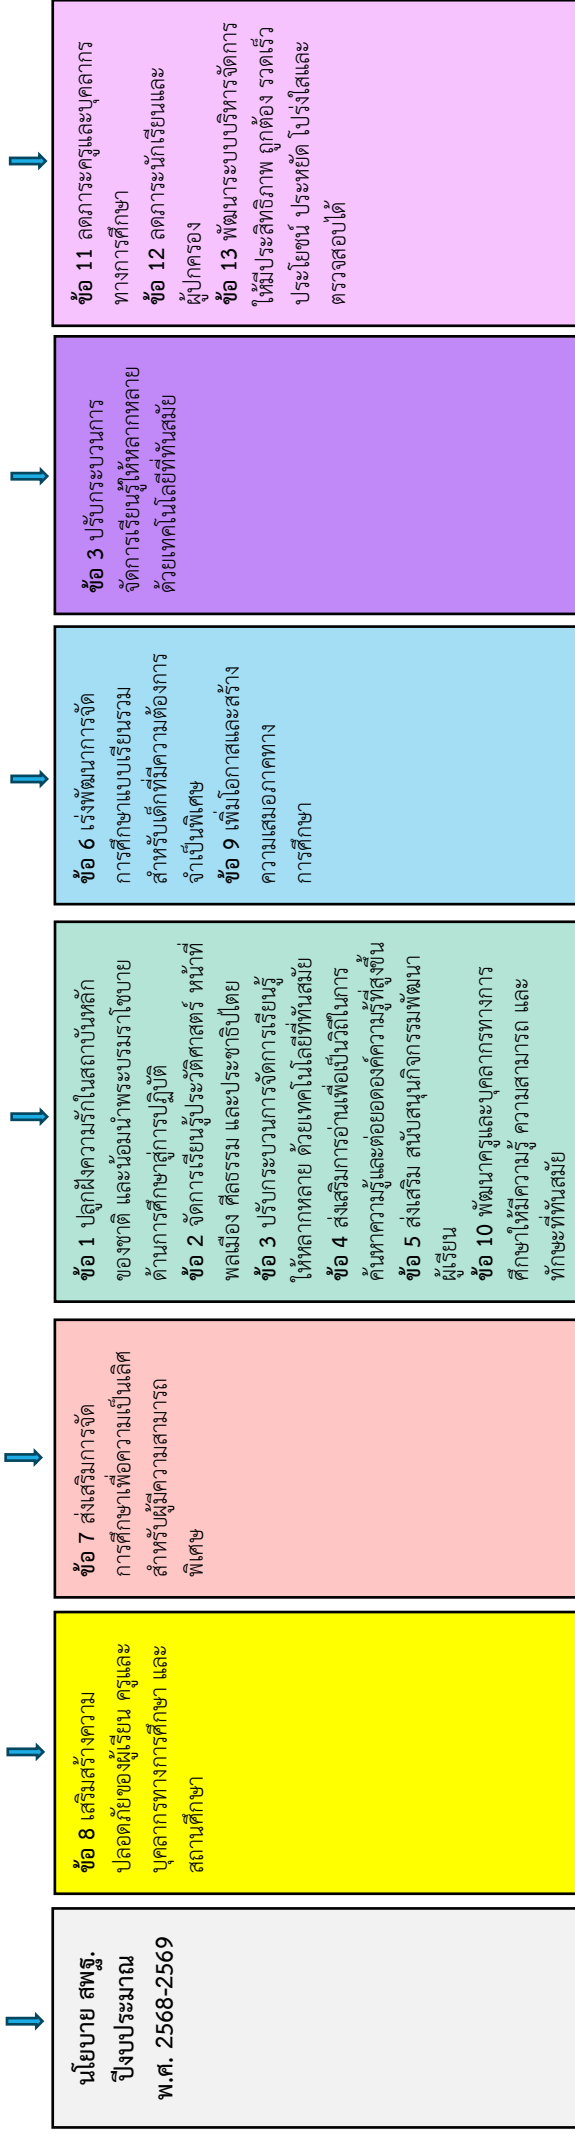 นโยบาย สพฐ.
ปีงบประมาณ
พ.ศ. 2568-2569
ข้อ 8 เสริมสร้างความ
ปลอดภัยของผู้เรียน ครูและ
บุคลากรทางการศึกษา และ
สถานศึกษา
ข้อ 7 ส่งเสริมการจัด
การศึกษาเพื่อความเป็นเลิศ
สำหรับผู้มีความสามารถ
พิเศษ
ข้อ 1 ปลูกฝังความรักในสถาบันหลัก
ของชาติ และน้อมนำพระบรมราโชบาย
ด้านการศึกษาสู่การปฏิบัติ
ข้อ 2 จัดการเรียนรู้ประวัติศาสตร์ หน้าที่
พลเมือง ศีลธรรม และประชาธิปไตย
ข้อ 3 ปรับกระบวนการจัดการเรียนรู้
ให้หลากหลาย ด้วยเทคโนโลยีที่ทันสมัย
ข้อ 4 ส่งเสริมการอ่านเพื่อเป็นวิถีในการ
ค้นหาความรู้และต่อยอดองค์ความรู้ที่สูงขึ้น
ข้อ 5 ส่งเสริม สนับสนุนกิจกรรมพัฒนา
ผู้เรียน
ข้อ 10 พัฒนาครูและบุคลากรทางการ
ศึกษาให้มีความรู้ ความสามารถ และ
ทักษะที่ทันสมัย
ข้อ 6 เร่งพัฒนาการจัด
การศึกษาแบบเรียนรวม
สำหรับเด็กที่มีความต้องการ
จำเป็นพิเศษ
ข้อ 9 เพิ่มโอกาสและสร้าง
ความเสมอภาคทาง
การศึกษา
ข้อ 3 ปรับกระบวนการ
จัดการเรียนรู้ให้หลากหลาย
ด้วยเทคโนโลยีที่ทันสมัย
ข้อ 11 ลดภาระครูและบุคลากร
ทางการศึกษา
ข้อ 12 ลดภาระนักเรียนและ
ผู้ปกครอง
ข้อ 13 พัฒนาระบบบริหารจัดการ
ให้มีประสิทธิภาพ ถูกต้อง รวดเร็ว
ประโยชน์ ประหยัด โปร่งใสและ
ตรวจสอบได้